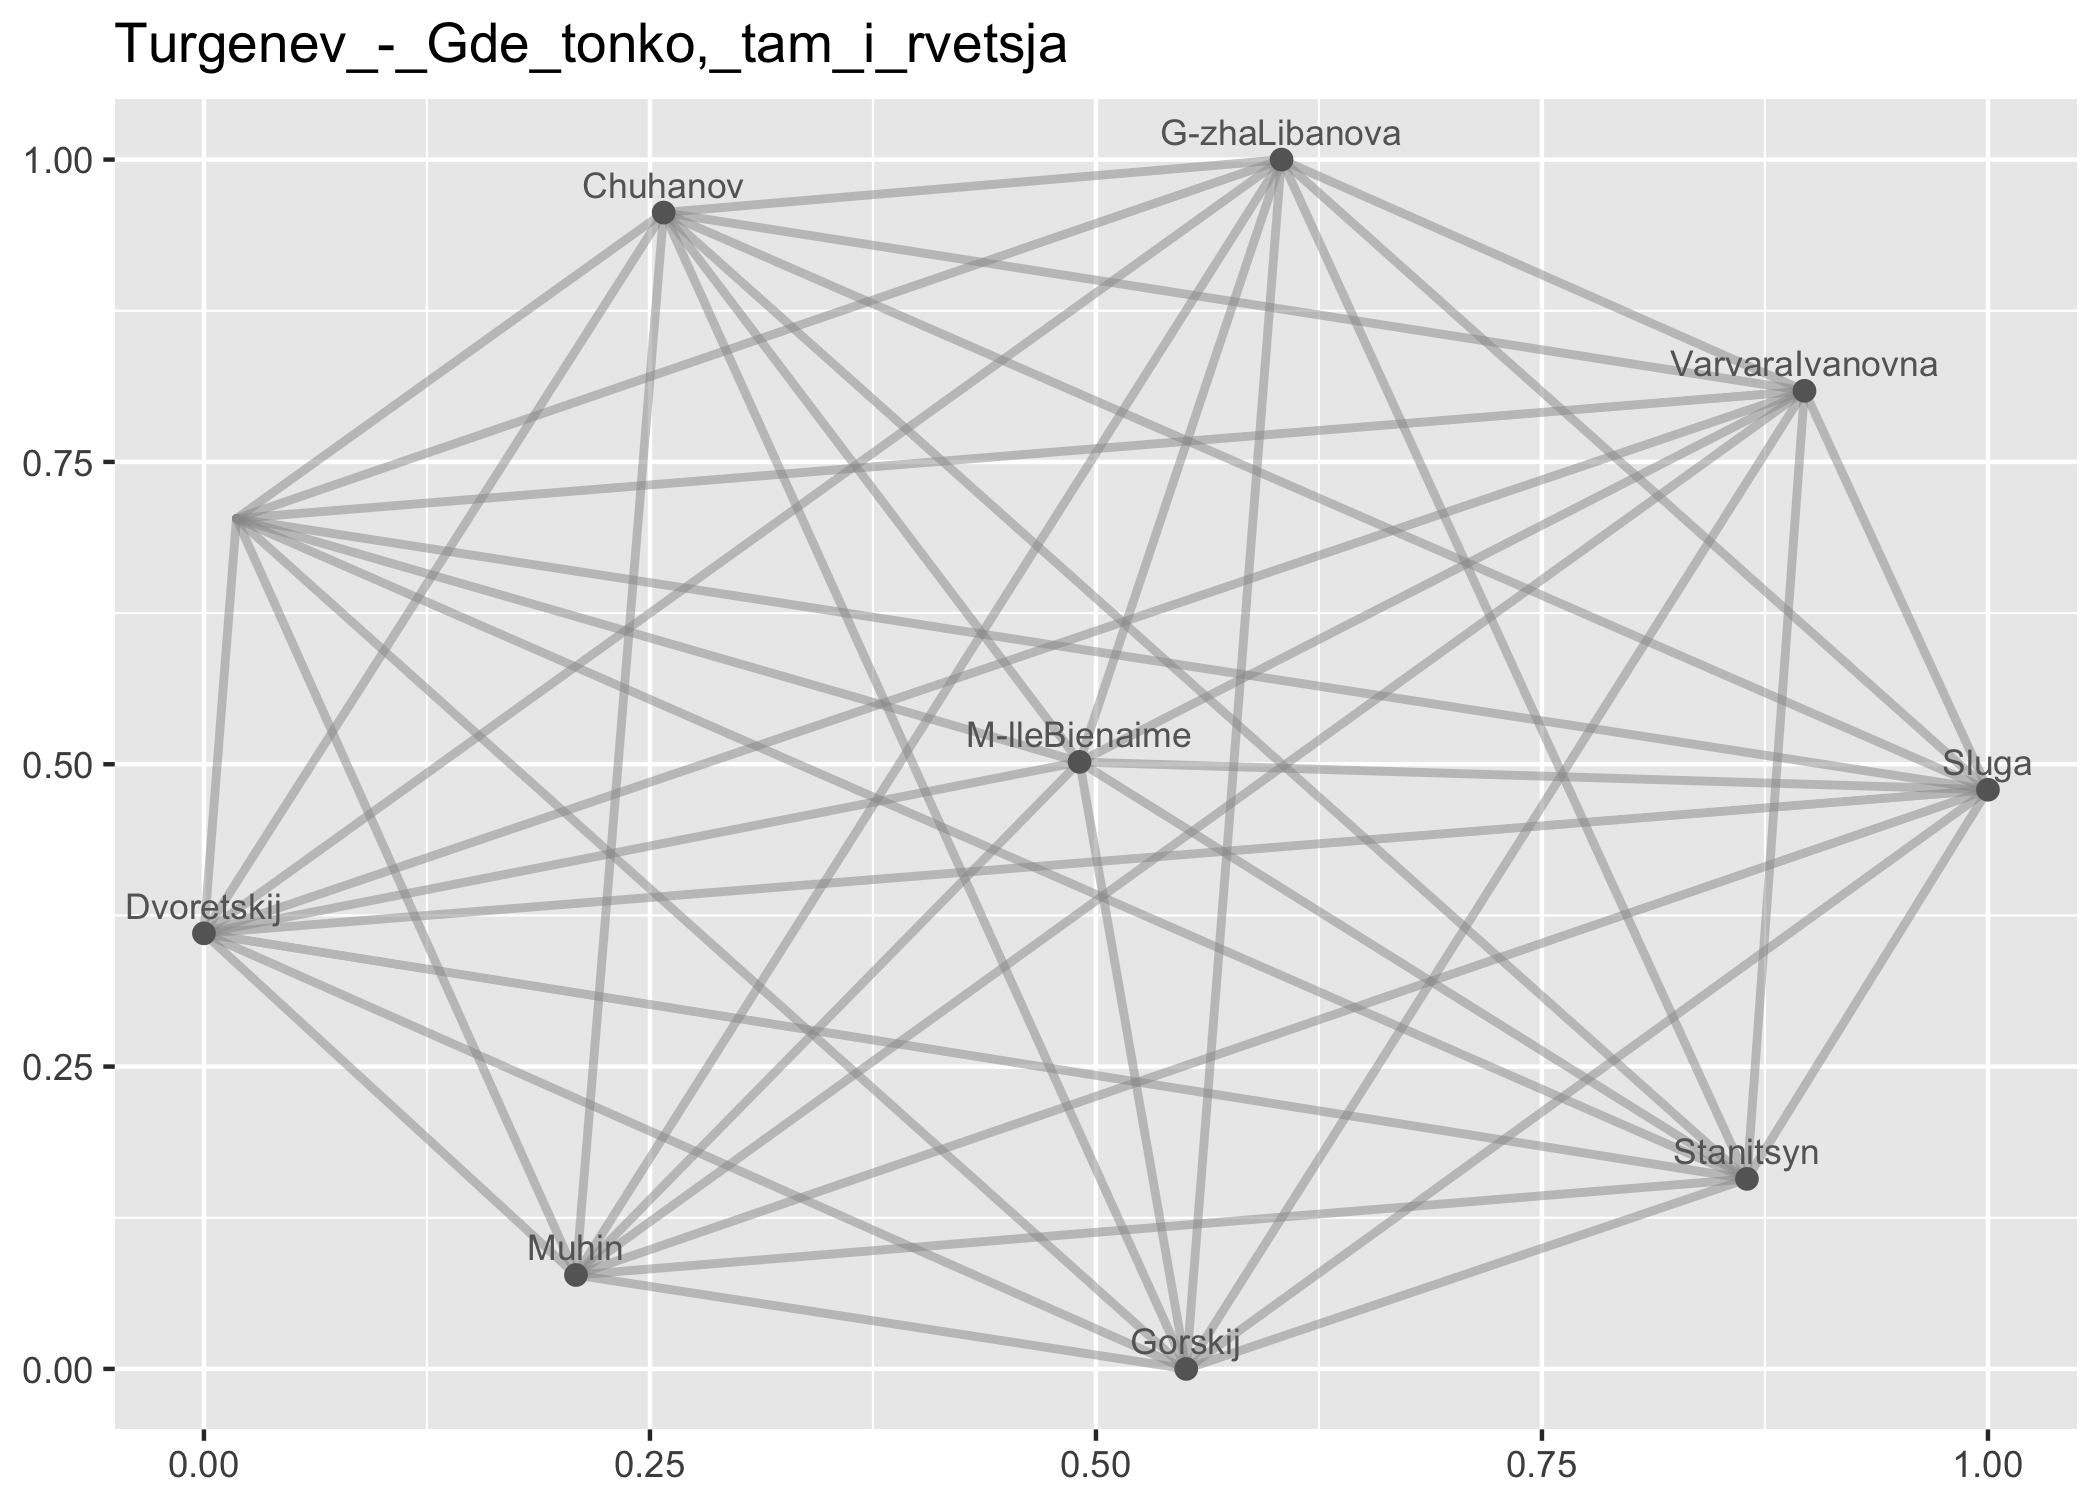 Turgenev_-_Gde_tonko,_tam_i_rvetsja
G-zhaLibanova
1.00
Chuhanov
VarvaraIvanovna
0.75
M-lleBienaime
0.50
Sluga
Dvoretskij
Stanitsyn
0.25
Muhin
Gorskij
0.00
0.00 0.25 0.50 0.75 1.00